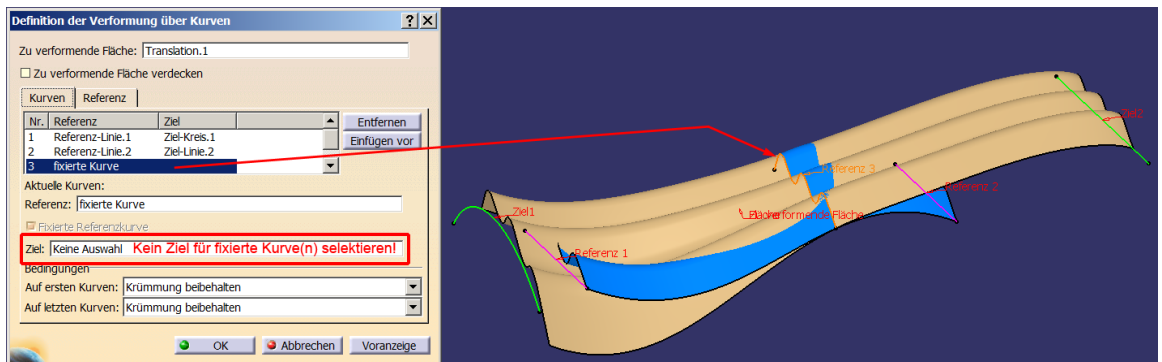 Definition der Verformung über Kurven
Zu verformende Fläche: Translation.1
Zu verformende Fläche verdecken
Kurven Referenz
Nr. Referenz Ziel
1 Referenz-Linie.1 Ziel-Kreis.1
2 Referenz-Linie.2 Ziel-Linie.2
3 fixierte Kurve
Entfernen
Einfügen vor
Aktuelle Kurven:
Referenz: fixierte Kurve
Fixierte Referenzkurve
Ziel: Keine Auswahl Kein Ziel für fixierte Kurve(n) selektieren!
Bedingungen
Auf ersten Kurven: Krümmung beibehalten
Auf letzten Kurven: Krümmung beibehalten
OK Abbrechen Voranzeige
Ziel2
Referenz 3
Referenz 2
Ziel1
Fläche
verformende Fläche
Referenz 1